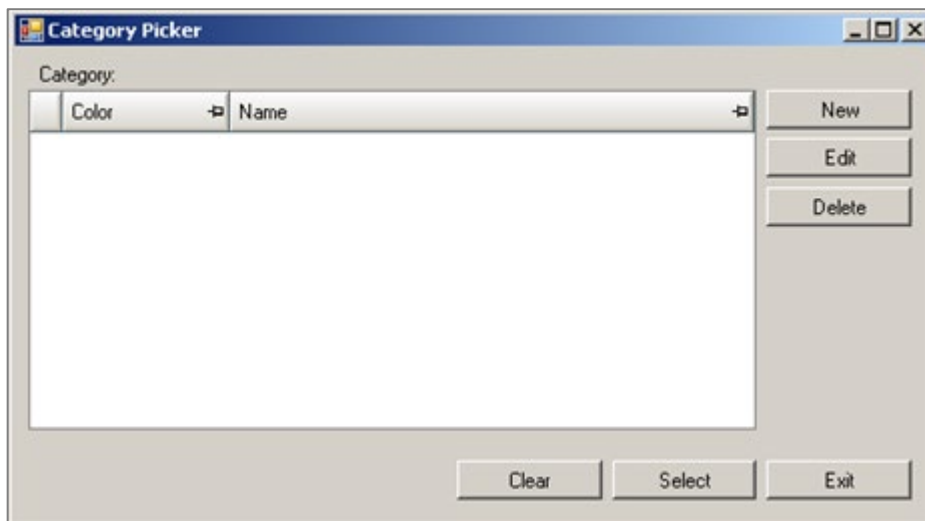 Category Picker
Category:
Color Name
New
Edit
Delete
Clear Select Exit